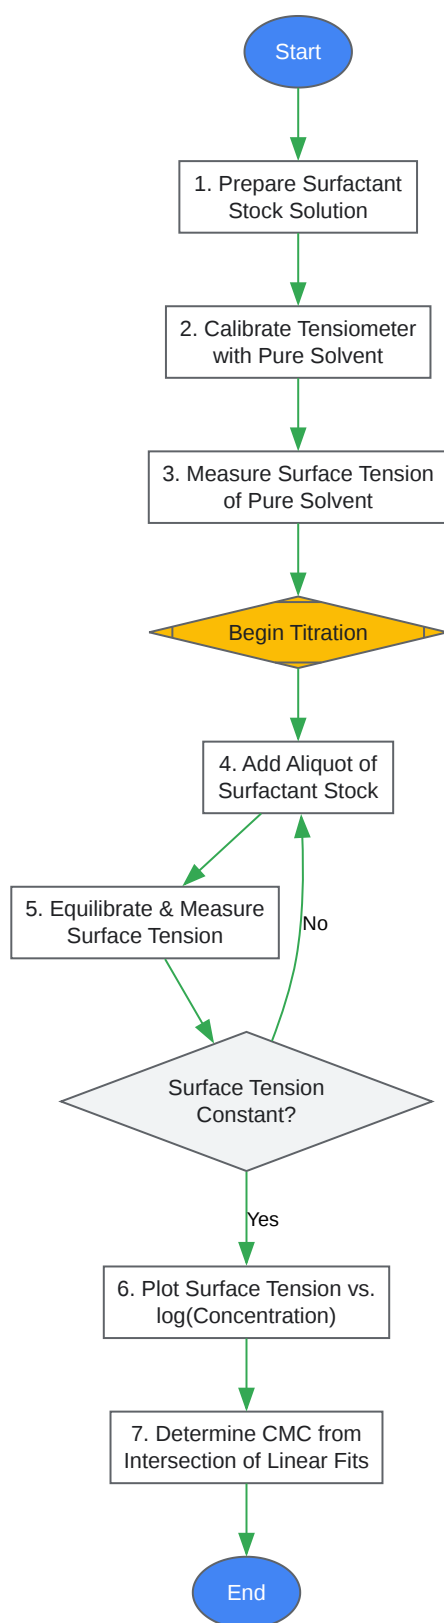 Start
1. Prepare Surfactant
Stock Solution
2. Calibrate Tensiometer
with Pure Solvent
3. Measure Surface Tension
of Pure Solvent
Begin Titration
4. Add Aliquot of
Surfactant Stock
5. Equilibrate & Measure
Surface Tension
No
Surface Tension
Constant?
Yes
6. Plot Surface Tension vs.
log(Concentration)
7. Determine CMC from
Intersection of Linear Fits
End